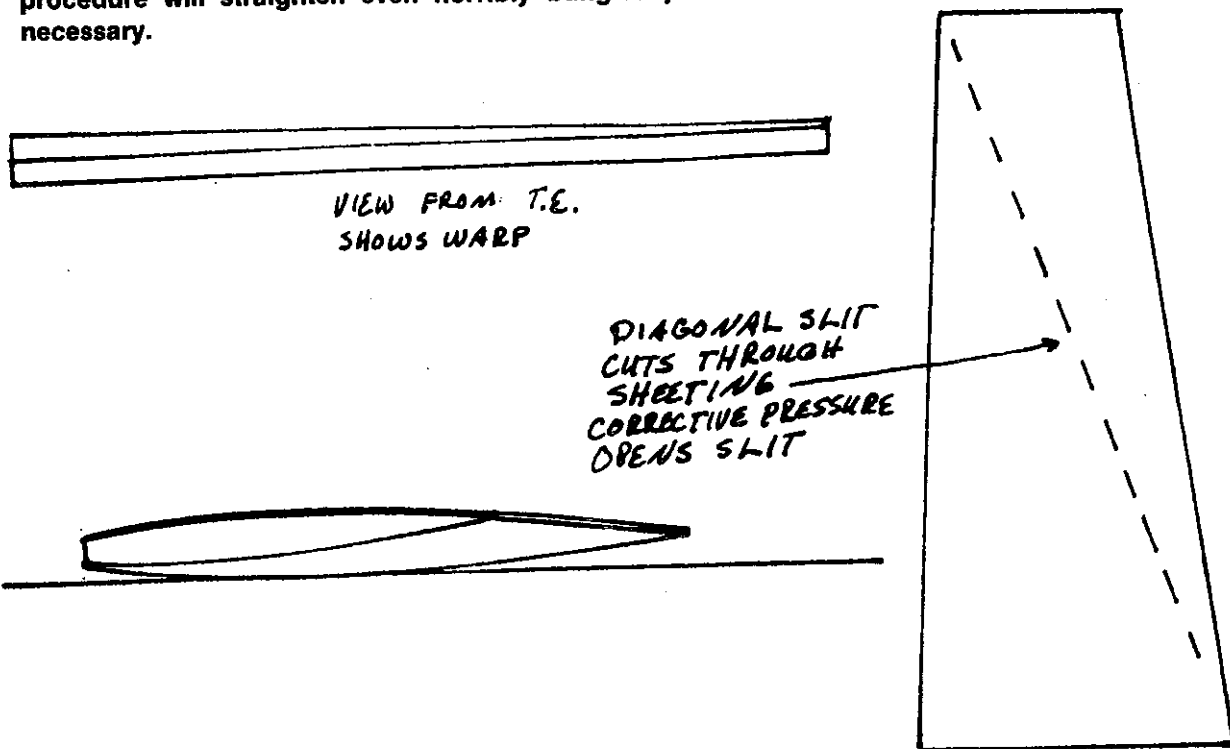 procedure will straighten even horribly
necessary.
VIEW FROM T.E.
SHOWS WARP
DIAGONAL SLIT
CUTS THROUGH
SHEETING
CORRECTIVE PRESSURE
OPENS SLIT